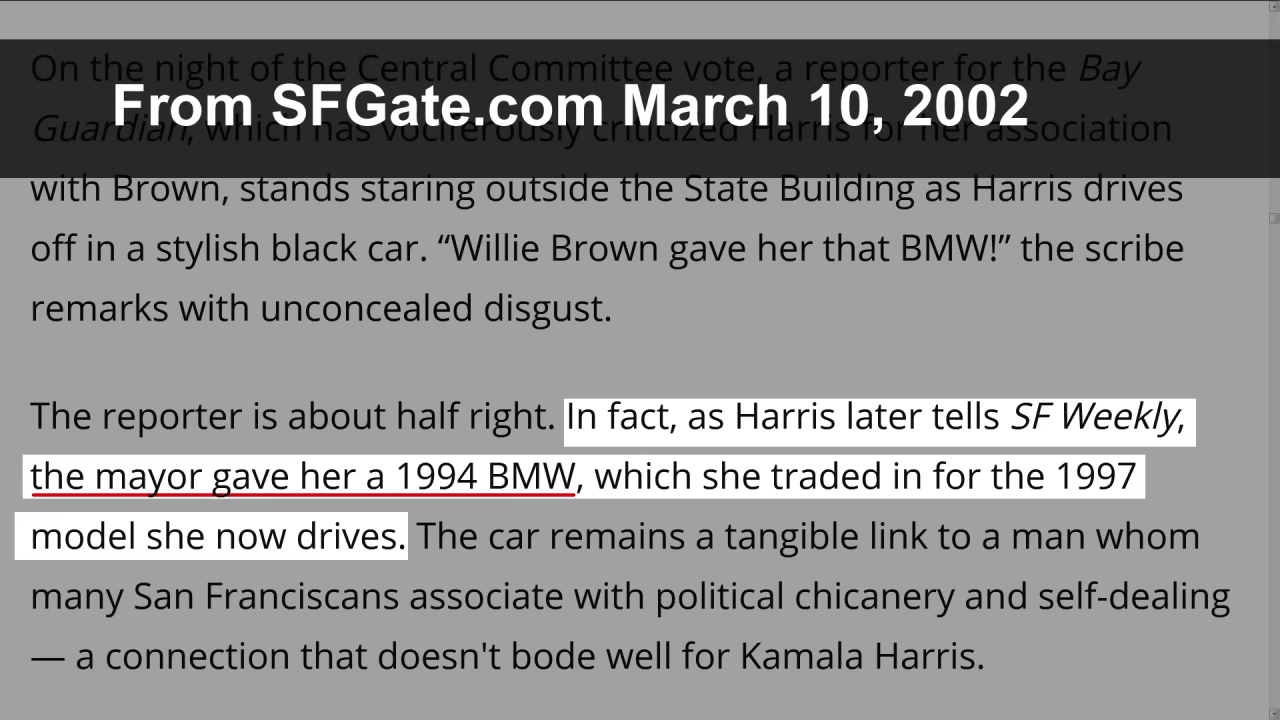 On the night of the Central Committee vote, a reporter for the Bay
From SFGate.com March 10, 2002
Guardian, which has vociferously criticized Harris for her association
with Brown, stands staring outside the State Building as Harris drives
off in a stylish black car. “Willie Brown gave her that BMW!” the scribe
remarks with unconcealed disgust.
The reporter is about half right. In fact, as Harris later tells SF Weekly,
the mayor gave her a 1994 BMW, which she traded in for the 1997
model she now drives. The car remains a tangible link to a man whom
many San Franciscans associate with political chicanery and self-dealing
— a connection that doesn't bode well for Kamala Harris.